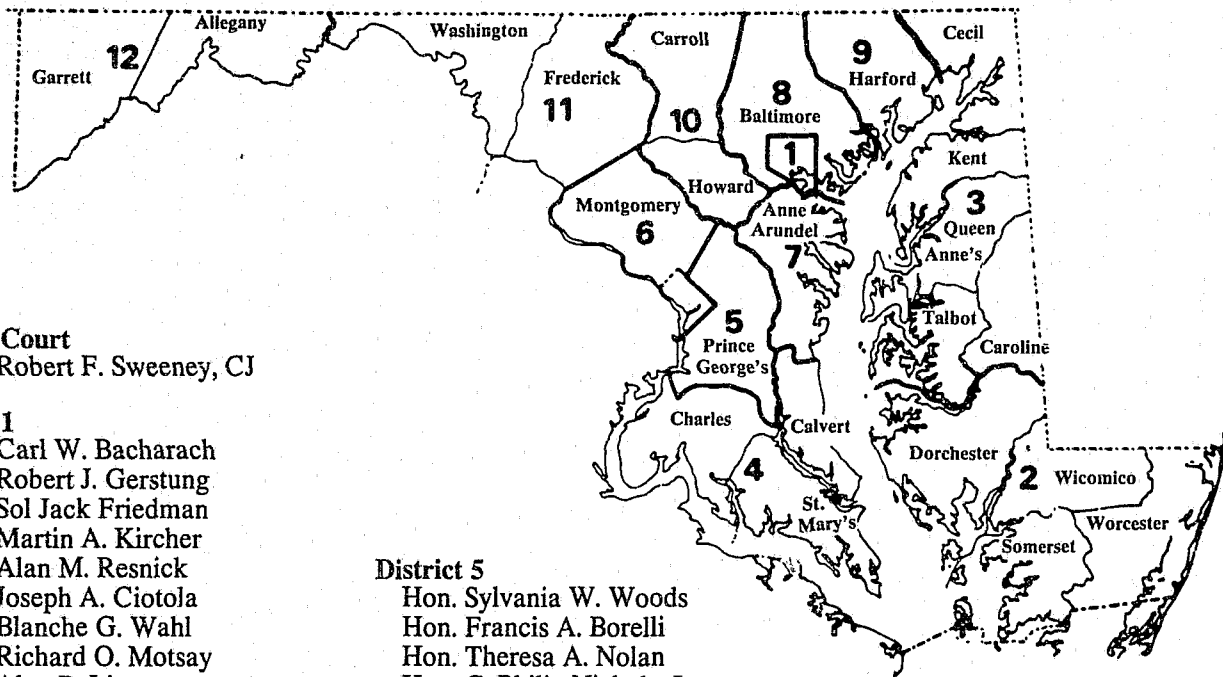 Garrett
12
Allegany
Washington
Frederick
11
Carroll
10
8
Baltimore
1
9
Harford
Cecil
Kent
3
Queen
Anne's
Howard
Montgomery
6
Anne
Arundel
7
5
Prince
George's
Talbot
Caroline
Charles
Calvert
4
St.
Mary's
Dorchester
2
Wicomico
Worcester
Somerset
Court
Robert F. Sweeney, CJ
1
Carl W. Bacharach
Robert J. Gerstung
Sol Jack Friedman
Martin A. Kircher
Alan M. Resnick
Joseph A. Ciotola
Blanche G. Wahl
Richard O. Motsay
District 5
Hon. Sylvania W. Woods
Hon. Francis A. Borelli
Hon. Theresa A. Nolan